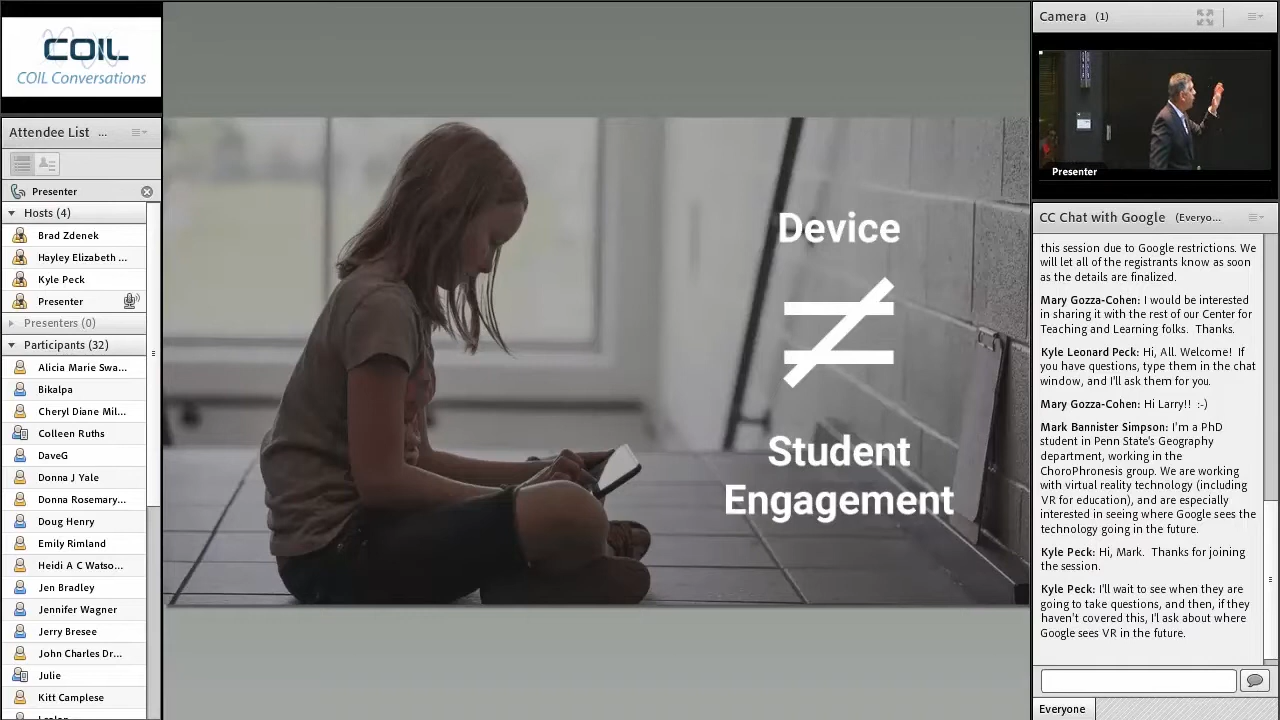 COIL
COIL Conversations
Attendee List ...
Presenter
Hosts (4)
Brad Zdenek
Hayley Elizabeth ...
Kyle Peck
Presenter
Presenters (0)
Participants (32)
Alicia Marie Swa...
Bikalpa
Cheryl Diane Mil...
Colleen Ruths
DaveG
Donna J Yale
Donna Rosemary...
Doug Henry
Emily Rimland
Heidi A C Watso...
Jen Bradley
Jennifer Wagner
Jerry Bresee
John Charles Dr...
Julie
Kitt Camplese
Device
≠
Student
Engagement
Camera (1)
Presenter
CC Chat with Google (Everyo...
this session due to Google restrictions. We
will let all of the registrants know as soon
as the details are finalized.
Mary Gozza-Cohen: I would be interested
in sharing it with the rest of our Center for
Teaching and Learning folks. Thanks.
Kyle Leonard Peck: Hi, All. Welcome! If
you have questions, type them in the chat
window, and I'll ask them for you.
Mary Gozza-Cohen: Hi Larry!! :-)
Mark Bannister Simpson: I'm a PhD
student in Penn State's Geography
department, working in the
ChoroPhronesis group. We are working
with virtual reality technology (including
VR for education), and are especially
interested in seeing where Google sees the
technology going in the future.
Kyle Peck: Hi, Mark. Thanks for joining
the session.
Kyle Peck: I'll wait to see when they are
going to take questions, and then, if they
haven't covered this, I'll ask about where
Google sees VR in the future.
Everyone